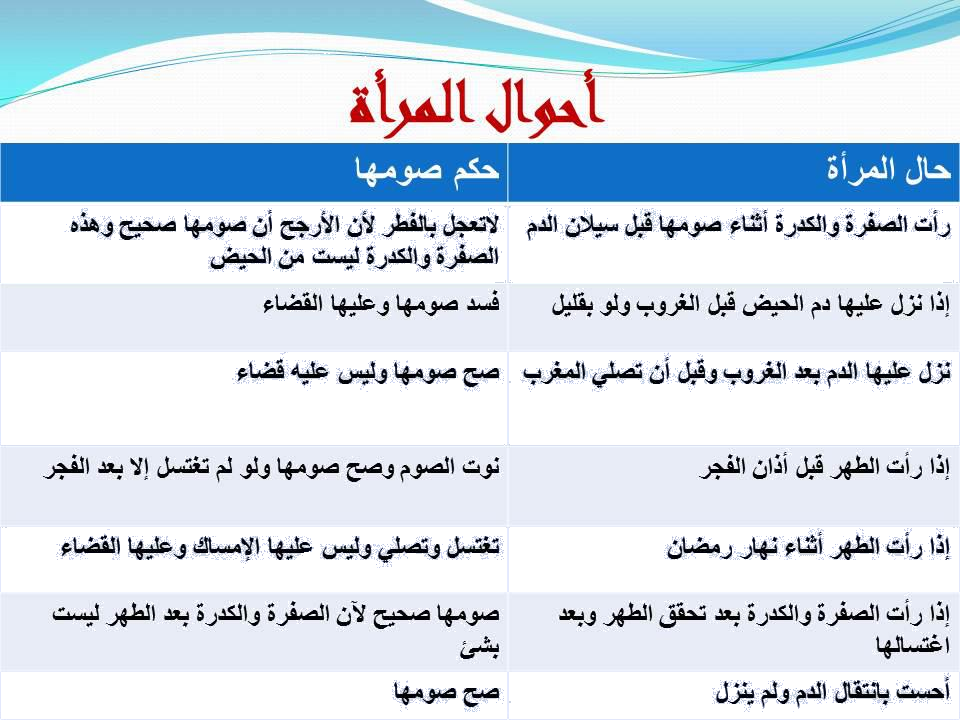 أحوال المرأة
حال المرأة
حكم صومها
رأت الصفرة والكدرة أثناء صومها قبل سيلان الدم
لاتعجل بالفطر لأن الأرجح أن صومها صحيح وهذه
الصفرة والكدرة ليست من الحيض
إذا نزل عليها دم الحيض قبل الغروب ولو بقليل
فسد صومها وعليها القضاء
نزل عليها الدم بعد الغروب وقبل أن تصلي المغرب
صح صومها وليس عليه قضاء
إذا رأت الطهر قبل أذان الفجر
نوت الصوم وصح صومها ولو لم تغتسل إلا بعد الفجر
إذا رأت الطهر أثناء نهار رمضان
تغتسل وتصلي وليس عليها الإمساك وعليها القضاء
إذا رأت الصفرة والكدرة بعد تحقق الطهر وبعد
اغتسالها
صومها صحيح لآن الصفرة والكدرة بعد الطهر ليست
بشئ
أحست بانتقال الدم ولم ينزل
صح صومها